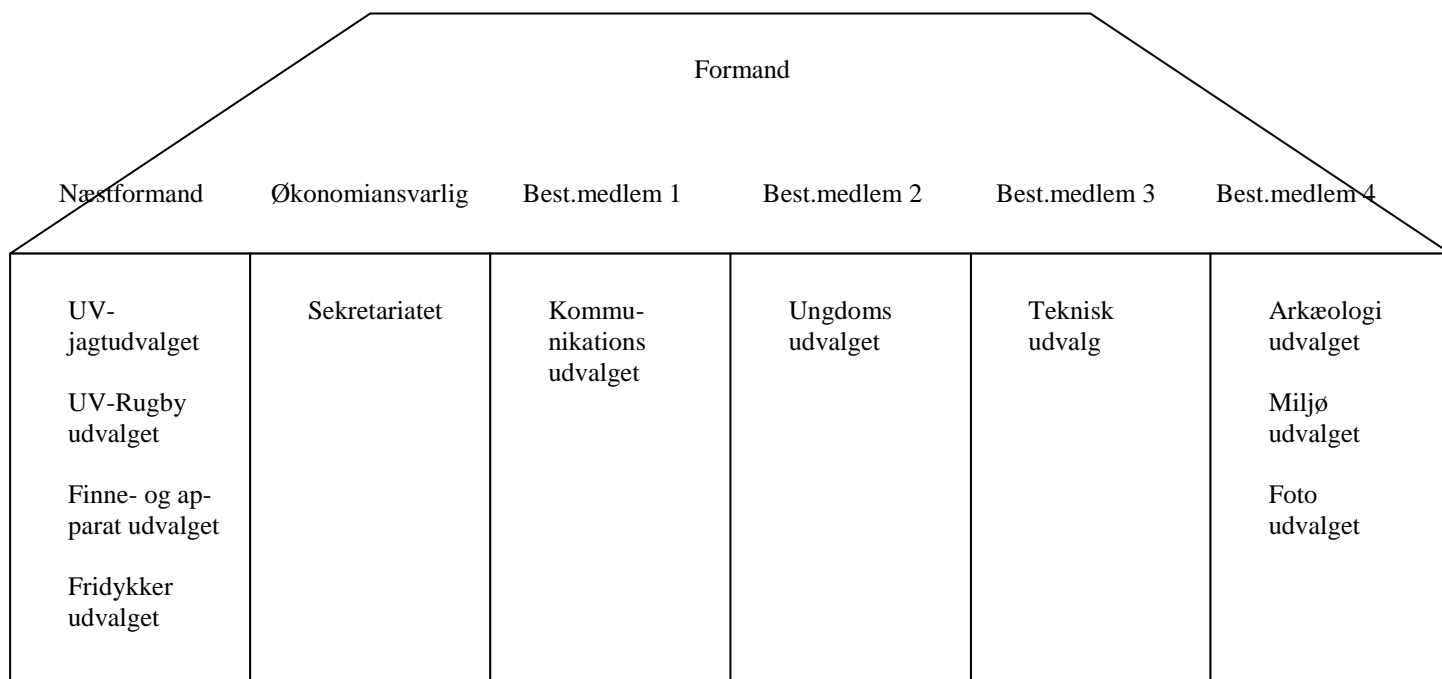 Formand
Næstformand
Økonomiansvarlig
Best.medlem 1
Best.medlem 2
Best.medlem 3
Best.medlem 4
UV-
jagtudvalget
UV-Rugby
udvalget
Finne- og ap-
parat udvalget
Fridykker
udvalget
Sekretariatet
Kommu-
nikations
udvalget
Ungdoms
udvalget
Teknisk
udvalg
Arkæologi
udvalget
Miljø
udvalget
Foto
udvalget